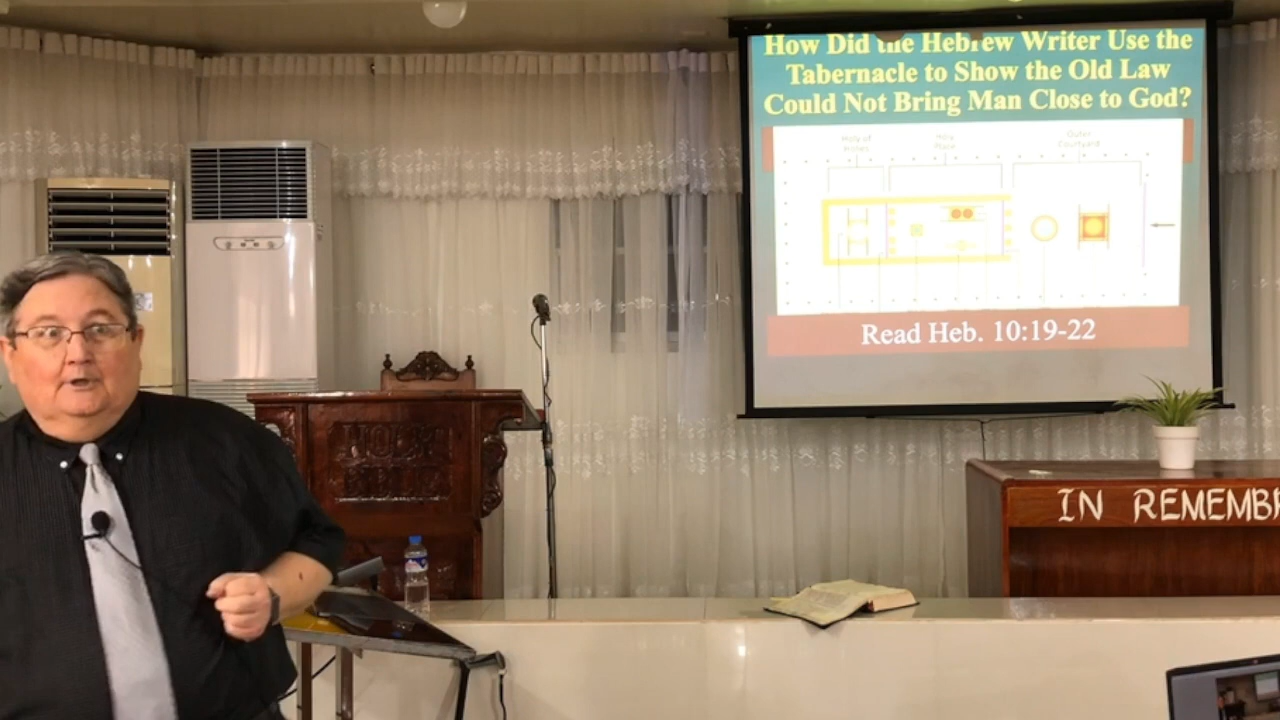 How Did the Hebrew Writer Use the
Tabernacle to Show the Old Law
Could Not Bring Man Close to God?
Holy of Holies
Holy Place
Outer Courtyard
Read Heb. 10:19-22
HOLY
BIBLE
IN REMEMB